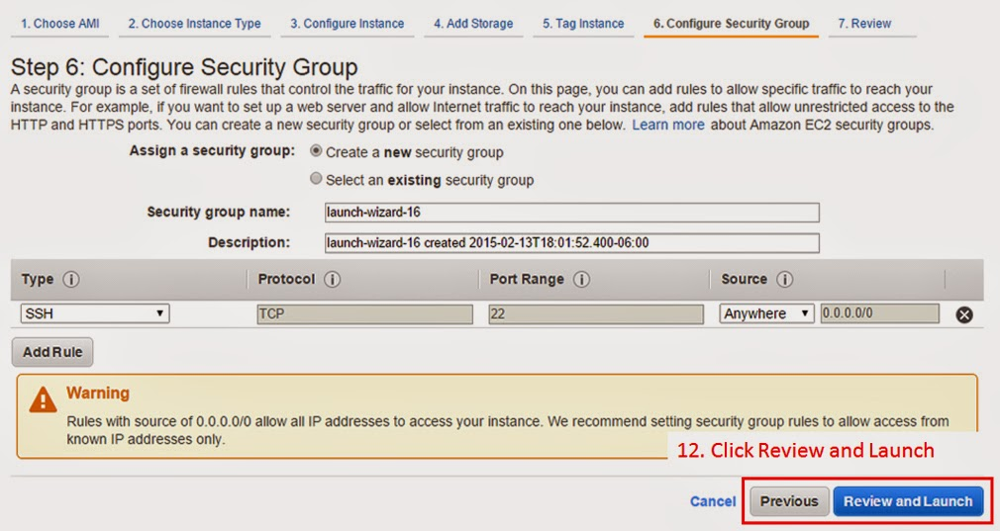 1. Choose AMI 2. Choose Instance Type 3. Configure Instance 4. Add Storage 5. Tag Instance 6. Configure Security Group 7. Review
Step 6: Configure Security Group
A security group is a set of firewall rules that control the traffic for your instance. On this page, you can add rules to allow specific traffic to reach your
instance. For example, if you want to set up a web server and allow Internet traffic to reach your instance, add rules that allow unrestricted access to the
HTTP and HTTPS ports. You can create a new security group or select from an existing one below. Learn more about Amazon EC2 security groups.
Assign a security group: Create a new security group
Select an existing security group
Security group name: launch-wizard-16
Description: launch-wizard-16 created 2015-02-13T18:01:52.400-06:00
Type Protocol Port Range Source
SSH TCP 22 Anywhere 0.0.0.0/0
Add Rule
Warning
Rules with source of 0.0.0.0/0 allow all IP addresses to access your instance. We recommend setting security group rules to allow access from
known IP addresses only.
12. Click Review and Launch
Cancel Previous Review and Launch